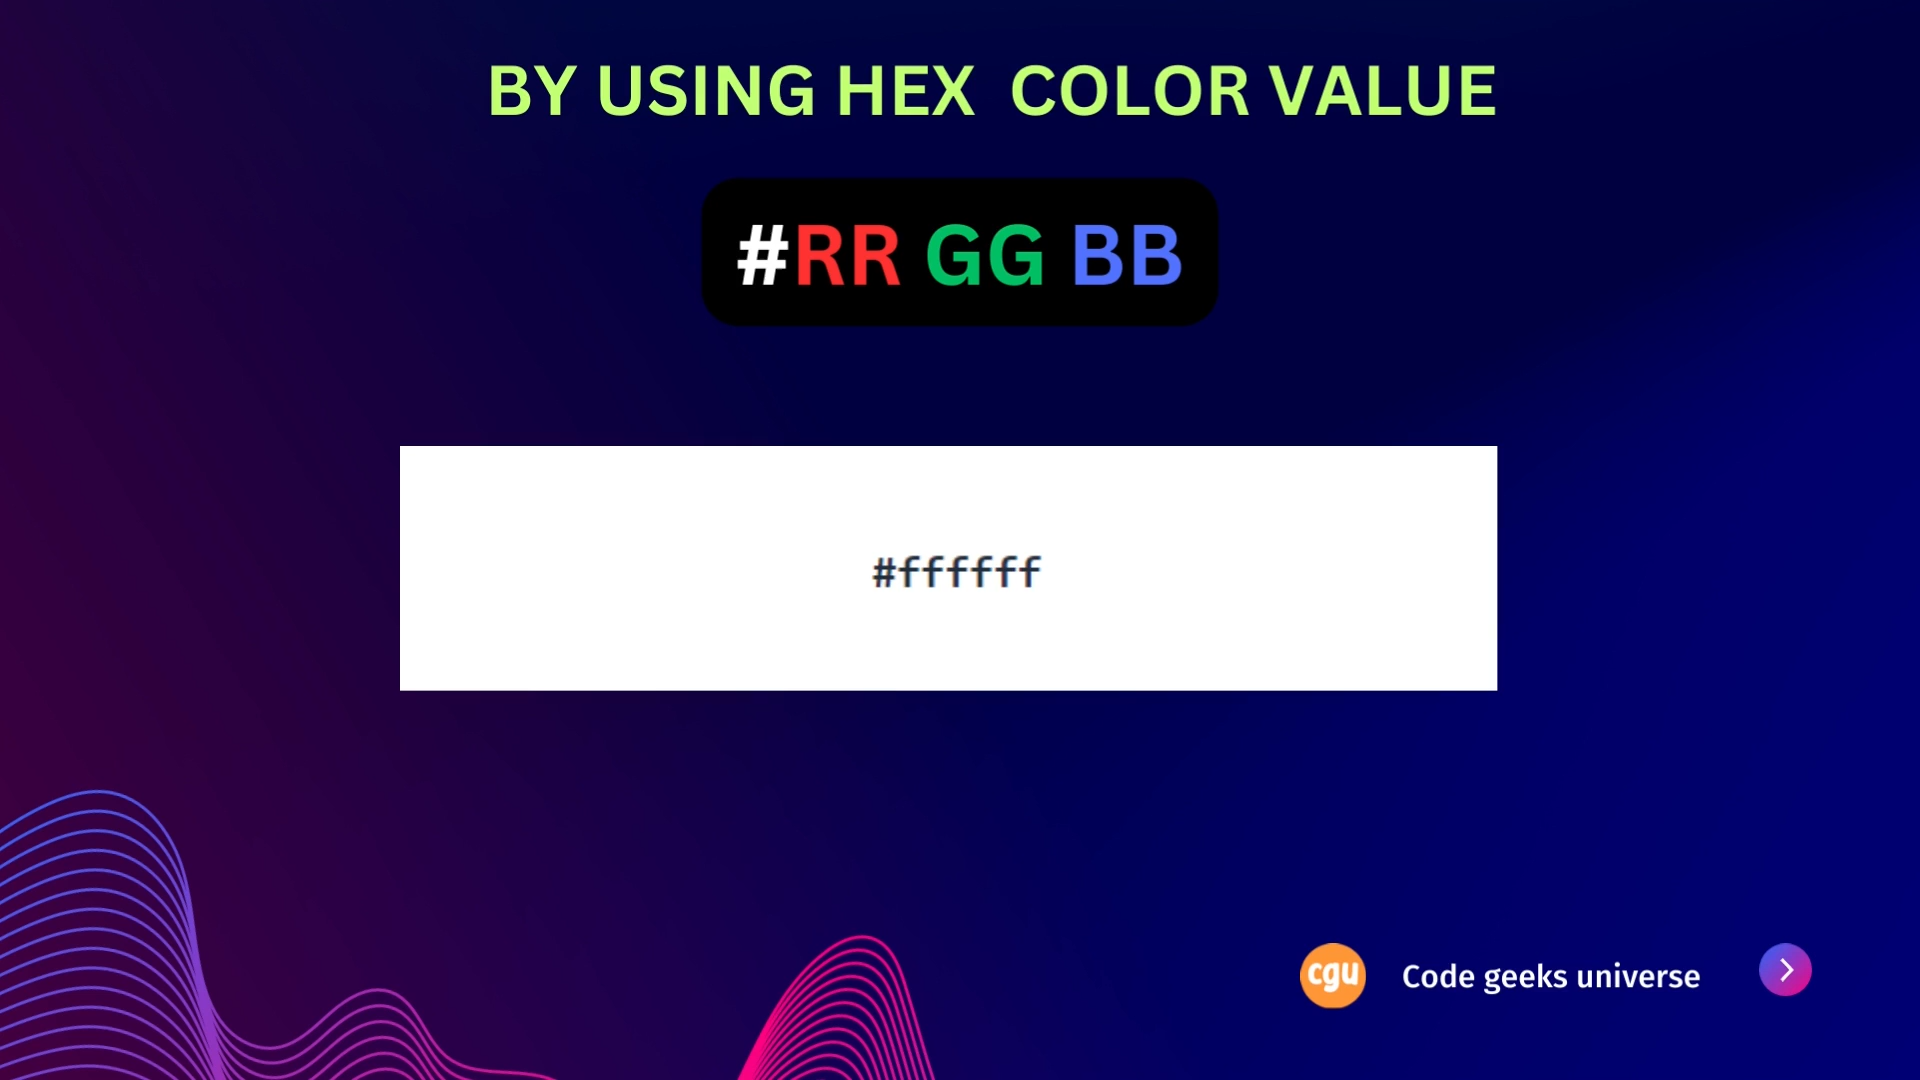 BY USING HEX COLOR VALUE
#RR GG BB
#ffffff
cgu Code geeks universe